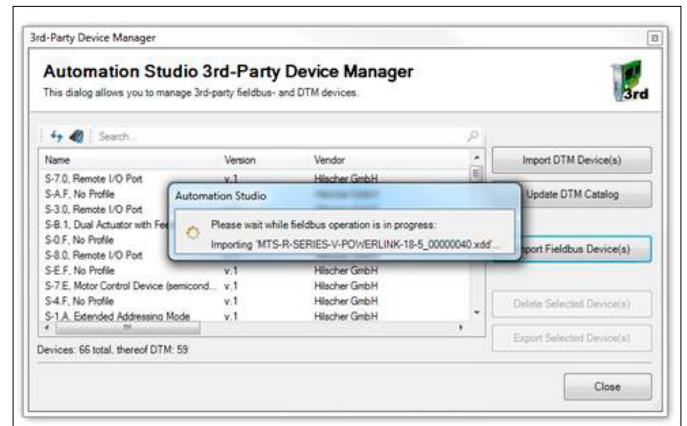 3rd-Party Device Manager
Automation Studio 3rd-Party Device Manager
This dialog allows you to manage 3rd-party fieldbus- and DTM devices.
3rd
Search...
Name Version Vendor
S-7.0, Remote I/O Port v.1 Hilscher GmbH
S-A.F, No Profile
S-3.0, Remote I/O Port
S-B.1, Dual Actuator with Fee
S-0.F, No Profile
S-8.0, Remote I/O Port
S-E.F, No Profile v.1 Hilscher GmbH
S-7.E, Motor Control Device (semicond... v.1 Hilscher GmbH
S-4.F, No Profile v.1 Hilscher GmbH
S-1.A, Extended Addressing Mode v.1 Hilscher GmbH
Devices: 66 total, thereof DTM: 59
Automation Studio
Please wait while fieldbus operation is in progress:
Importing 'MTS-R-SERIES-V-POWERLINK-18-5_00000040.xdd'...
Import DTM Device(s)
Update DTM Catalog
port Fieldbus Device(s)
Delete Selected Device(s)
Export Selected Device(s)
Close